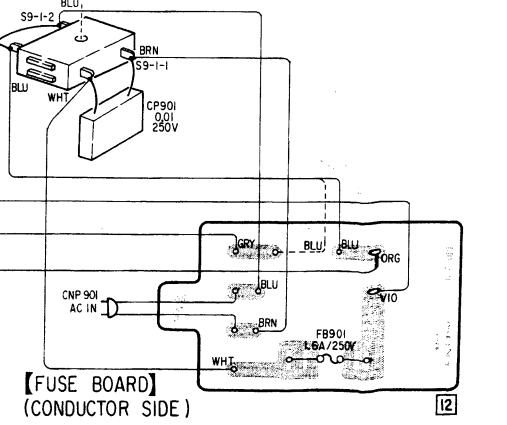 BLU
S9-1-2
BRN
S9-1-1
BLU
WHT
CP901
0.01
250V
GRY
BLU
BLU
ORG
CNP 901
AC IN
BLU
VIO
BRN
FB901
1.6A/250V
WHT
【FUSE BOARD】
(CONDUCTOR SIDE)
12